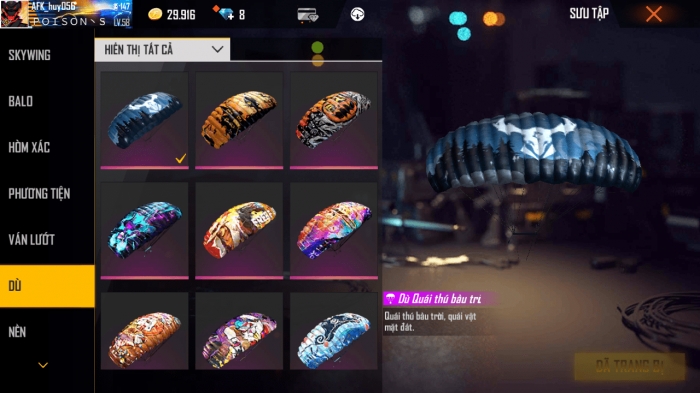 AFK_huy056
147
POISON~S
LV.58
29.916
8
SƯU TẬP
SKYWING
BALO
HÒM XÁC
PHƯƠNG TIỆN
VÁN LƯỚT
DÙ
NÊN
HIỂN THỊ TẤT CẢ
Dù Quái thú bầu trời
Quái thú bầu trời, quái vật
mặt đất.
ĐÃ TRANG BỊ